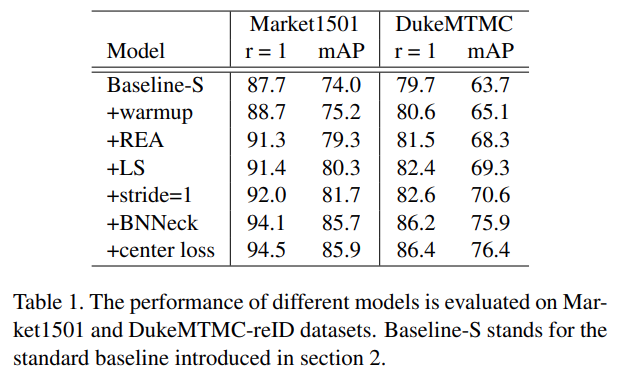 Market1501 DukeMTMC
Model r = 1 mAP r = 1 mAP
Baseline-S 87.7 74.0 79.7 63.7
+warmup 88.7 75.2 80.6 65.1
+REA 91.3 79.3 81.5 68.3
+LS 91.4 80.3 82.4 69.3
+stride=1 92.0 81.7 82.6 70.6
+BNNeck 94.1 85.7 86.2 75.9
+center loss 94.5 85.9 86.4 76.4
Table 1. The performance of different models is evaluated on Mar-
ket1501 and DukeMTMC-reID datasets. Baseline-S stands for the
standard baseline introduced in section 2.